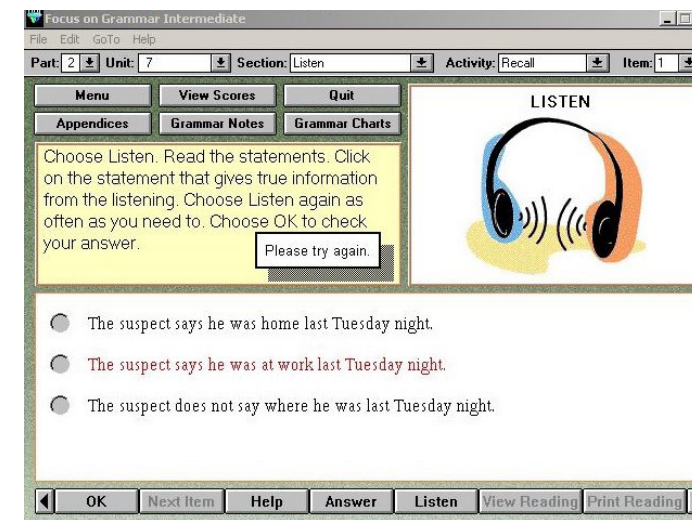 Focus on Grammar Intermediate
File Edit GoTo Help
Part: 2 Unit: 7 Section: Listen Activity: Recall Item: 1
Menu View Scores Quit
Appendices Grammar Notes Grammar Charts
LISTEN
Choose Listen. Read the statements. Click
on the statement that gives true information
from the listening. Choose Listen again as
often as you need to. Choose OK to check
your answer.
Please try again.
The suspect says he was home last Tuesday night.
The suspect says he was at work last Tuesday night.
The suspect does not say where he was last Tuesday night.
OK Next Item Help Answer Listen View Reading Print Reading